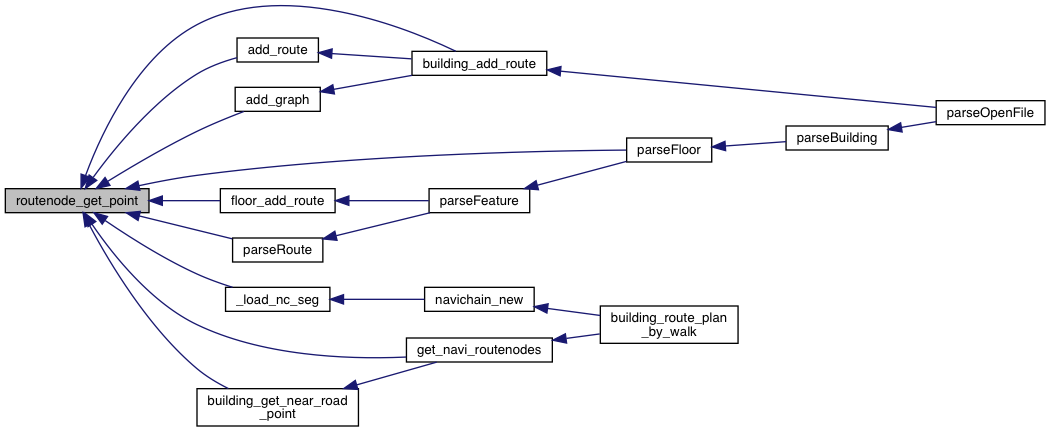 add_route
building_add_route
add_graph
parseOpenFile
parseBuilding
parseFloor
routenode_get_point
floor_add_route
parseFeature
parseRoute
_load_nc_seg
navichain_new
building_route_plan
_by_walk
get_navi_routenodes
building_get_near_road
_point